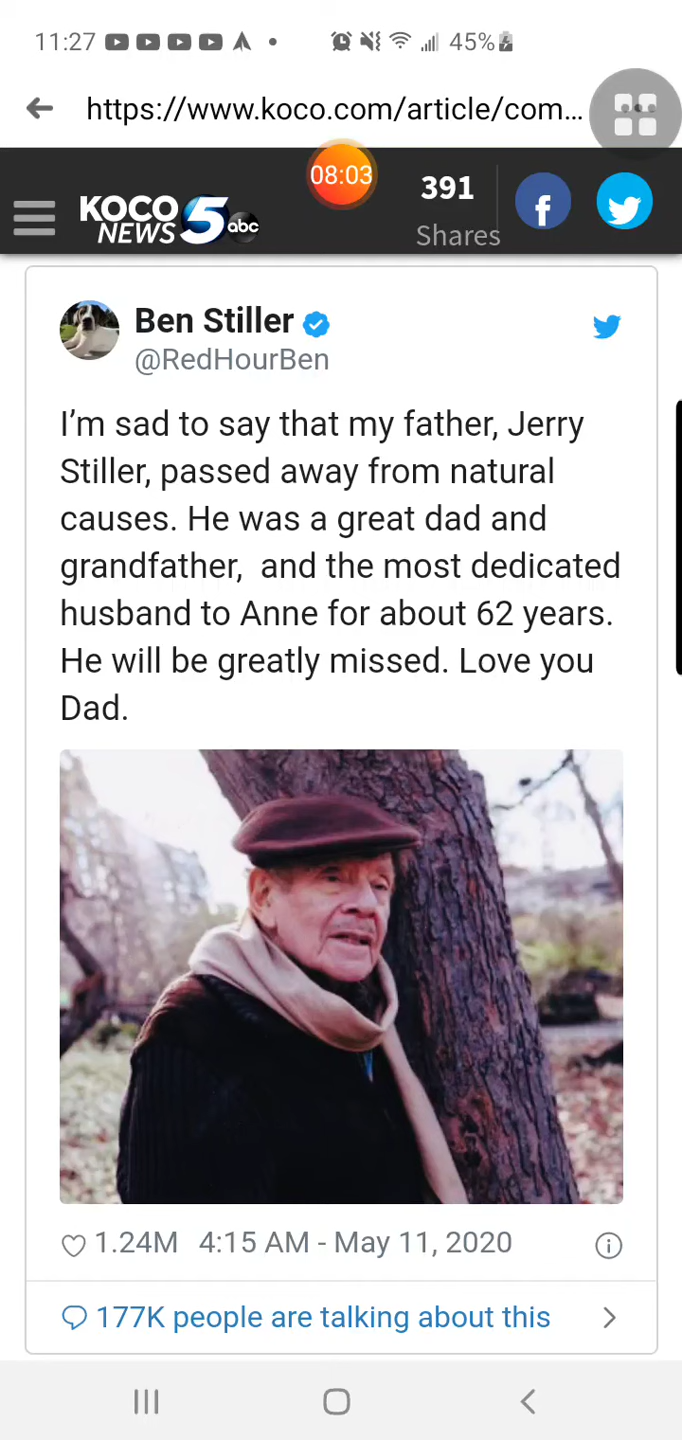 11:27 45%
https://www.koco.com/article/com...
KOCO NEWS 5 abc
08:03
391
Shares
Ben Stiller
@RedHourBen
I’m sad to say that my father, Jerry
Stiller, passed away from natural
causes. He was a great dad and
grandfather,  and the most dedicated
husband to Anne for about 62 years.
He will be greatly missed. Love you
Dad.
1.24M 4:15 AM - May 11, 2020
177K people are talking about this